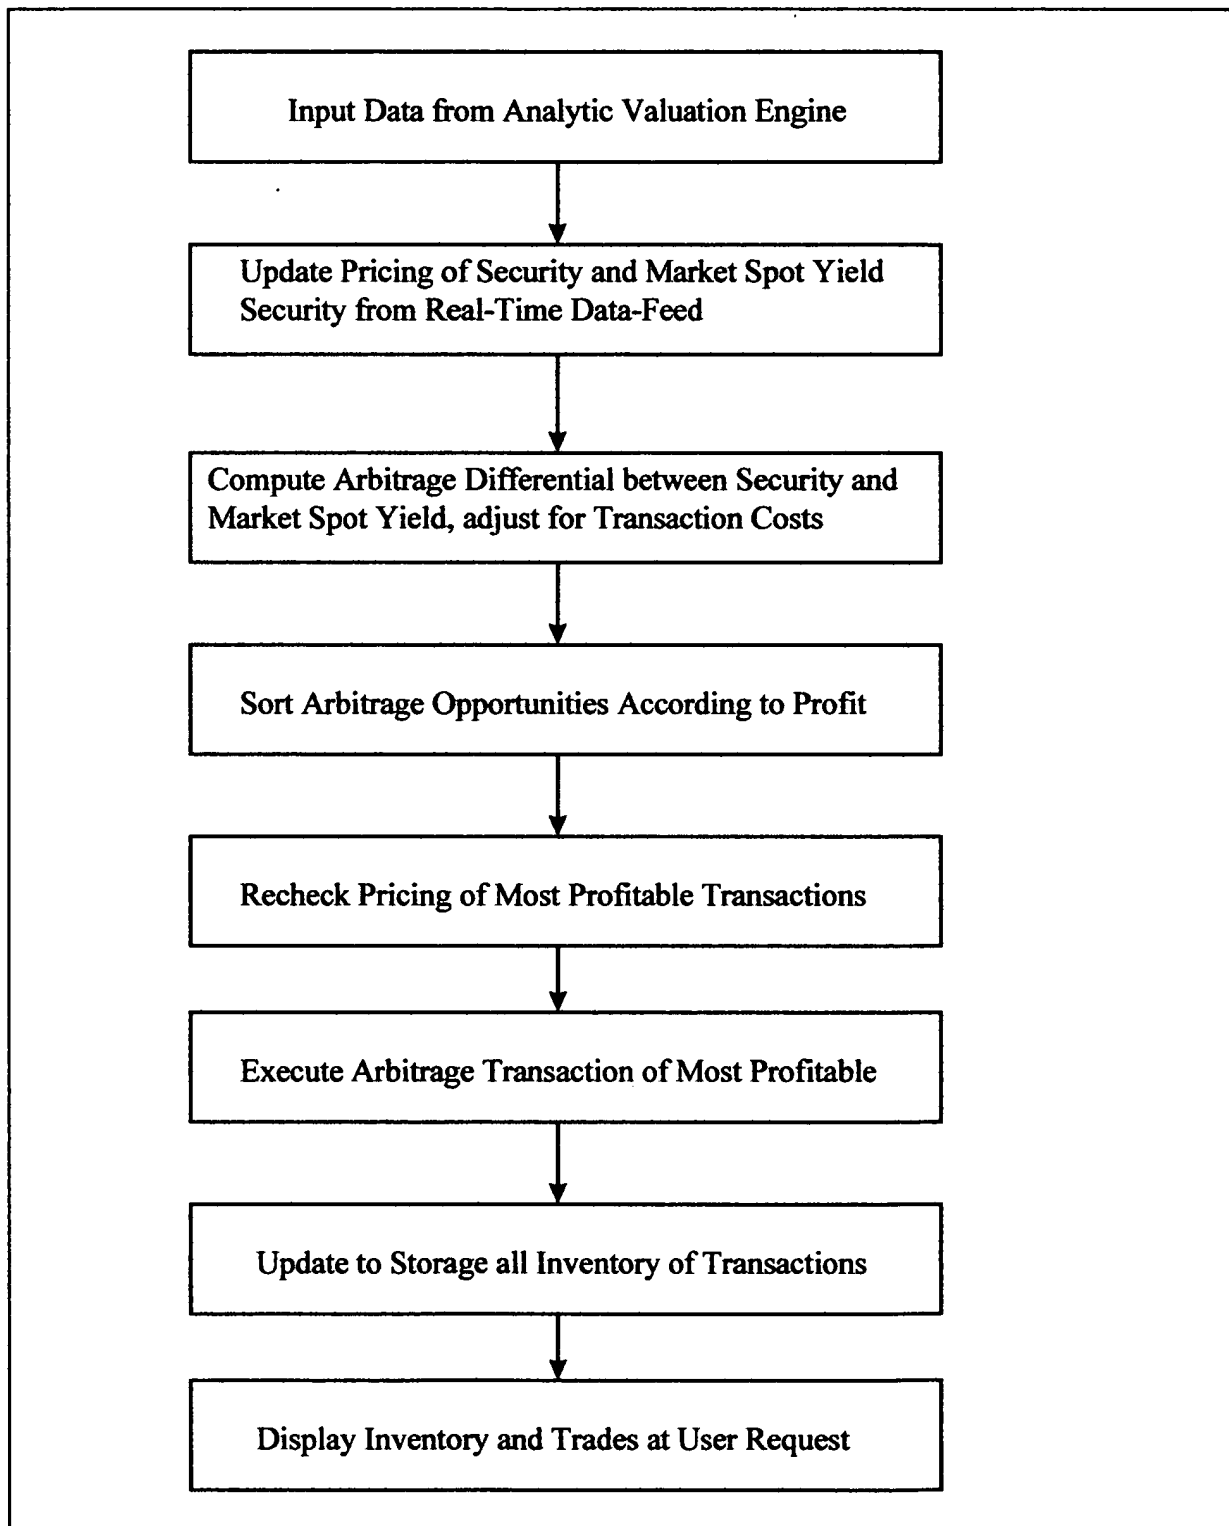 Input Data from Analytic Valuation Engine
Update Pricing of Security and Market Spot Yield
Security from Real-Time Data-Feed
Compute Arbitrage Differential between Security and
Market Spot Yield, adjust for Transaction Costs
Sort Arbitrage Opportunities According to Profit
Recheck Pricing of Most Profitable Transactions
Execute Arbitrage Transaction of Most Profitable
Update to Storage all Inventory of Transactions
Display Inventory and Trades at User Request